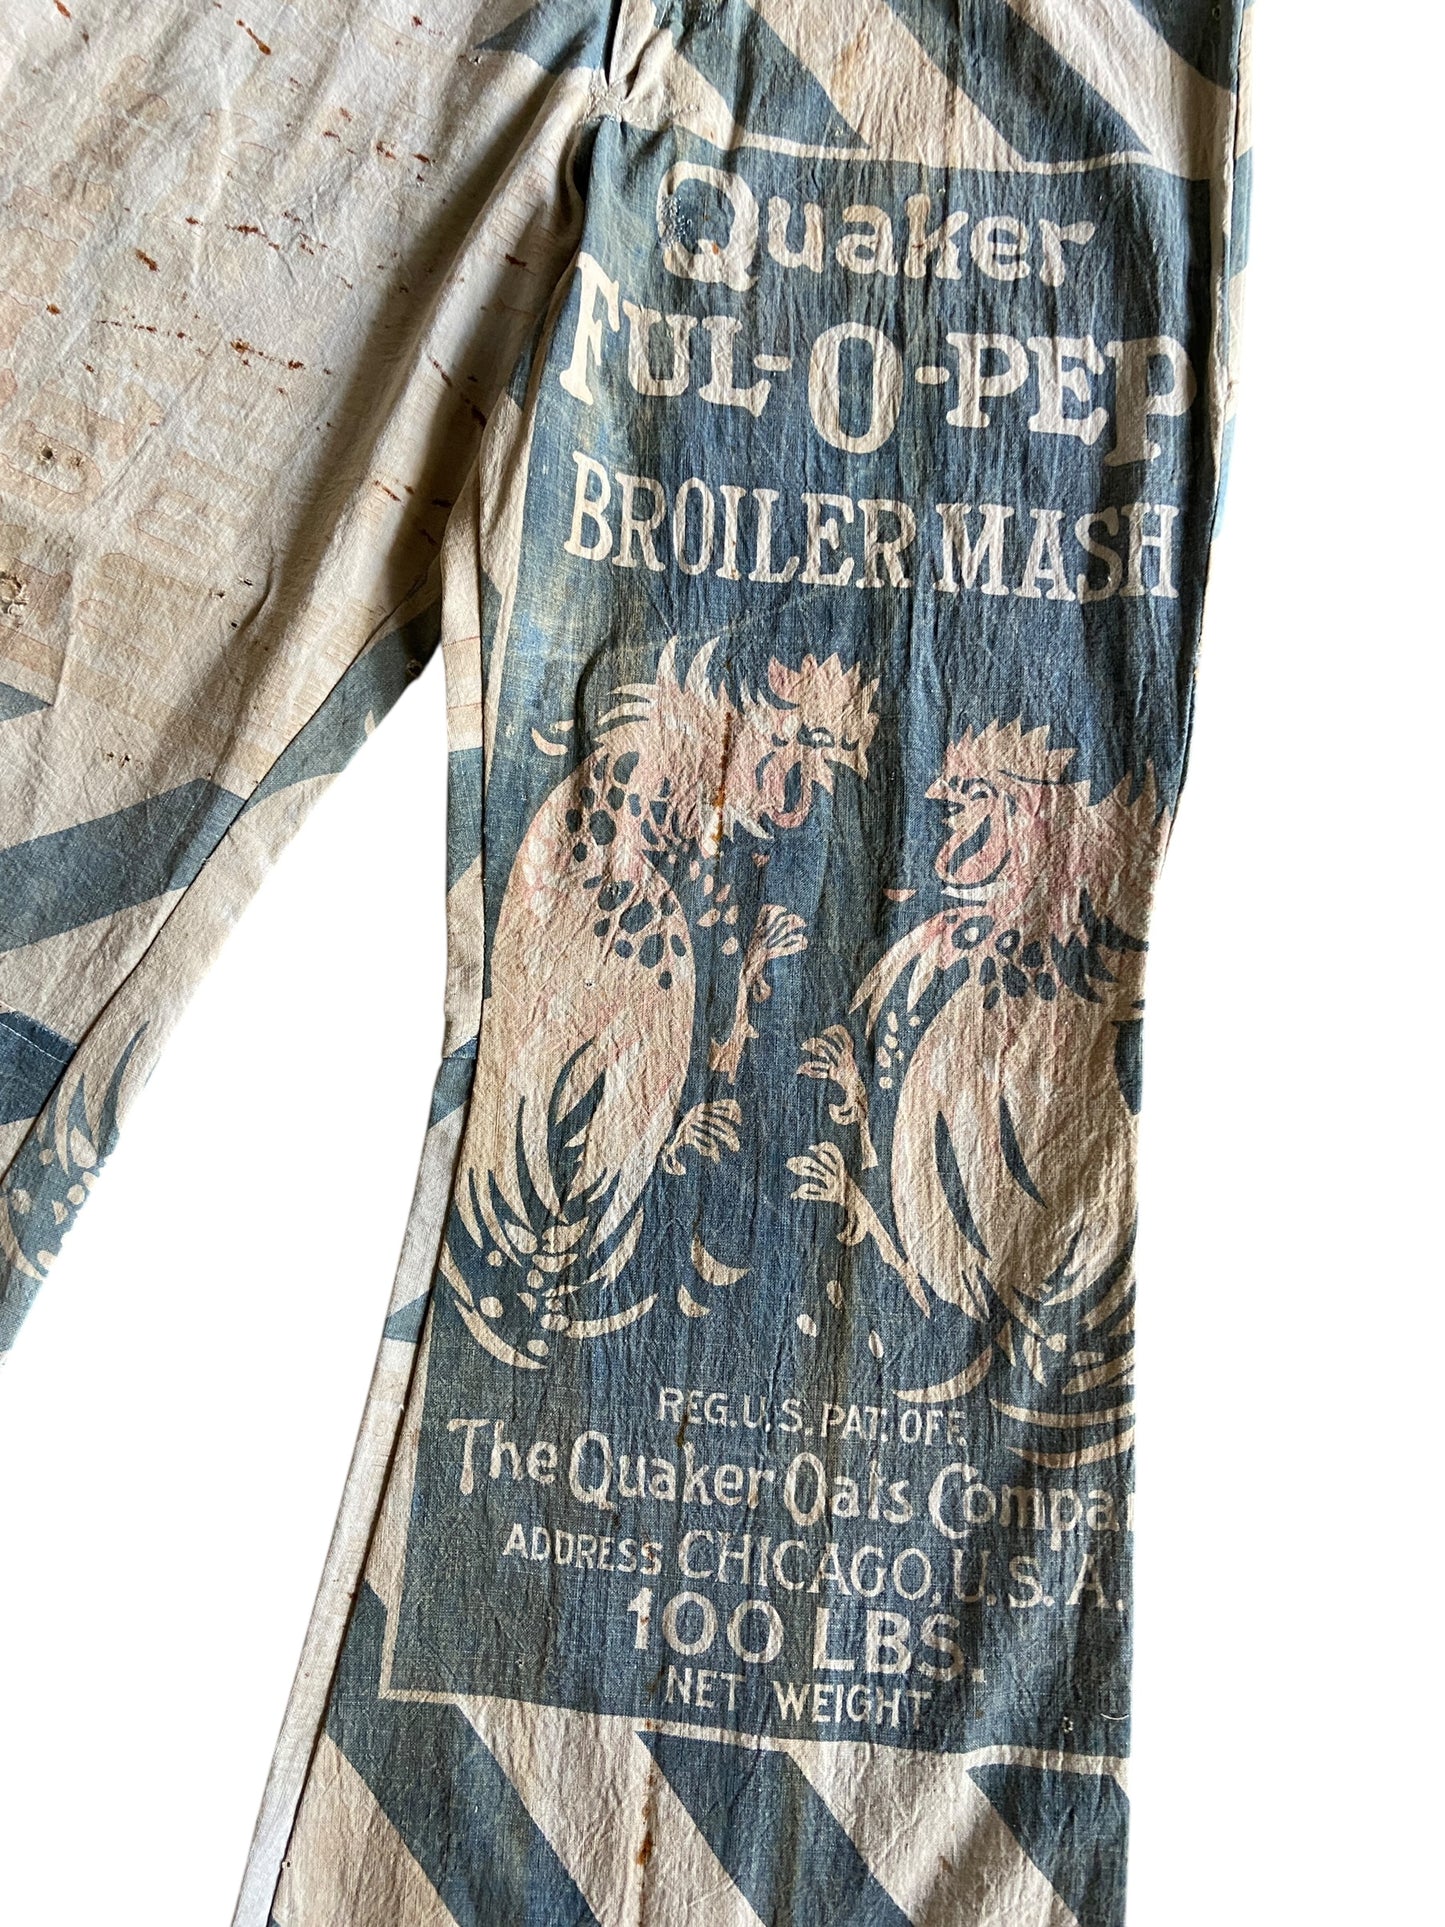 Quaker
FUL-O-PEP
BROILER MASH
REG. U.S. PAT. OFF.
The Quaker Oats Compa
ADDRESS CHICAGO, U.S.A.
100 LBS.
NET WEIGHT